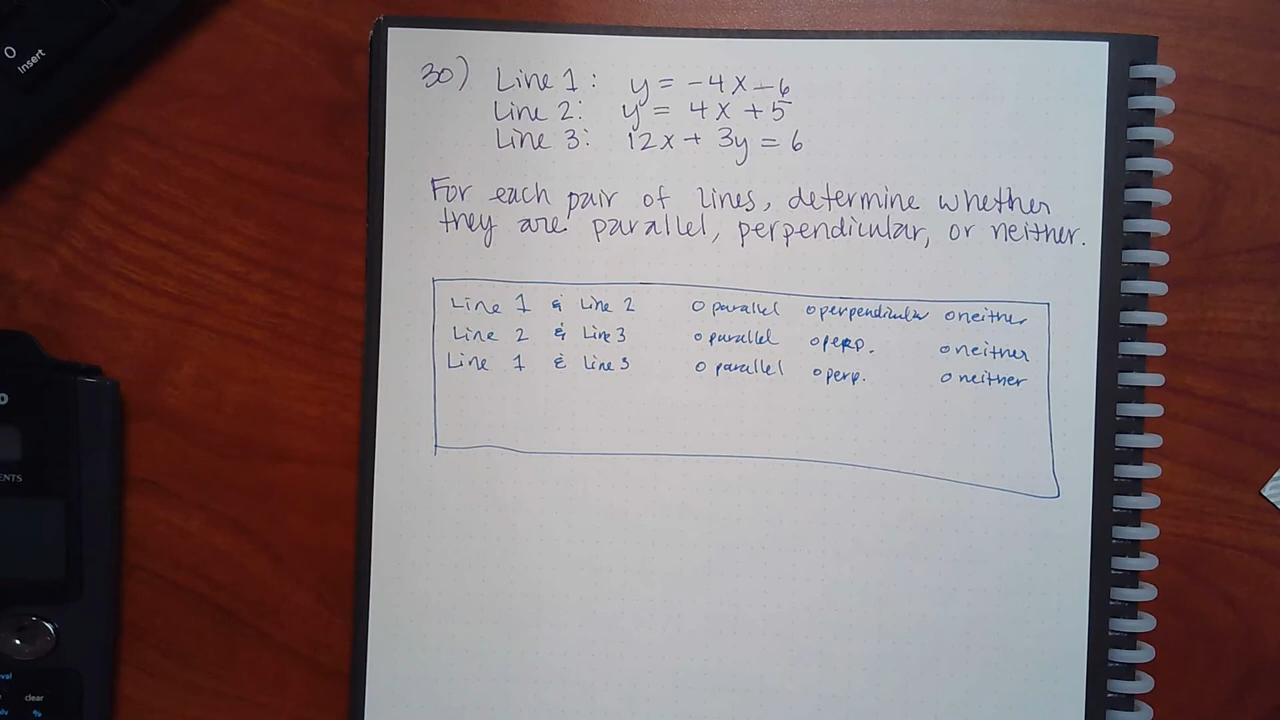 O
Insert
30) Line 1: y = -4x-6
Line 2: y = 4x+5
Line 3: 12x + 3y = 6
For each pair of lines, determine whether
they are parallel, perpendicular, or neither.
Line 1 & Line 2 o parallel o perpendicular o neither
Line 2 & Line 3 o parallel o perp. o neither
Line 1 & Line 3 o parallel o perp. o neither
ENTS
clear